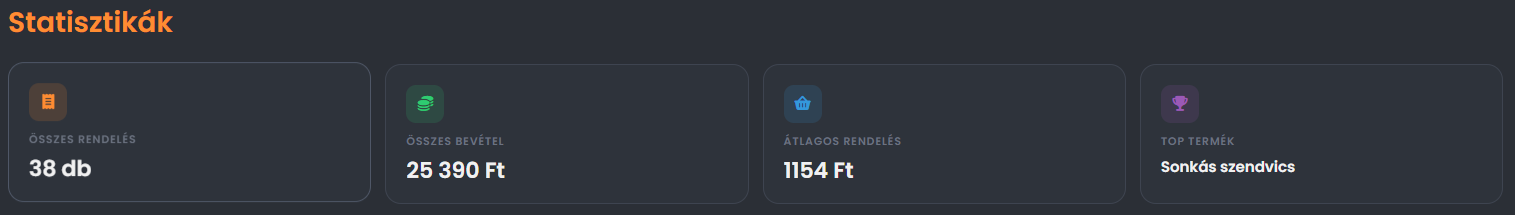 Statisztikák
ÖSSZES RENDELÉS
38 db
ÖSSZES BEVÉTEL
25 390 Ft
ÁTLAGOS RENDELÉS
1154 Ft
TOP TERMÉK
Sonkás szendvics